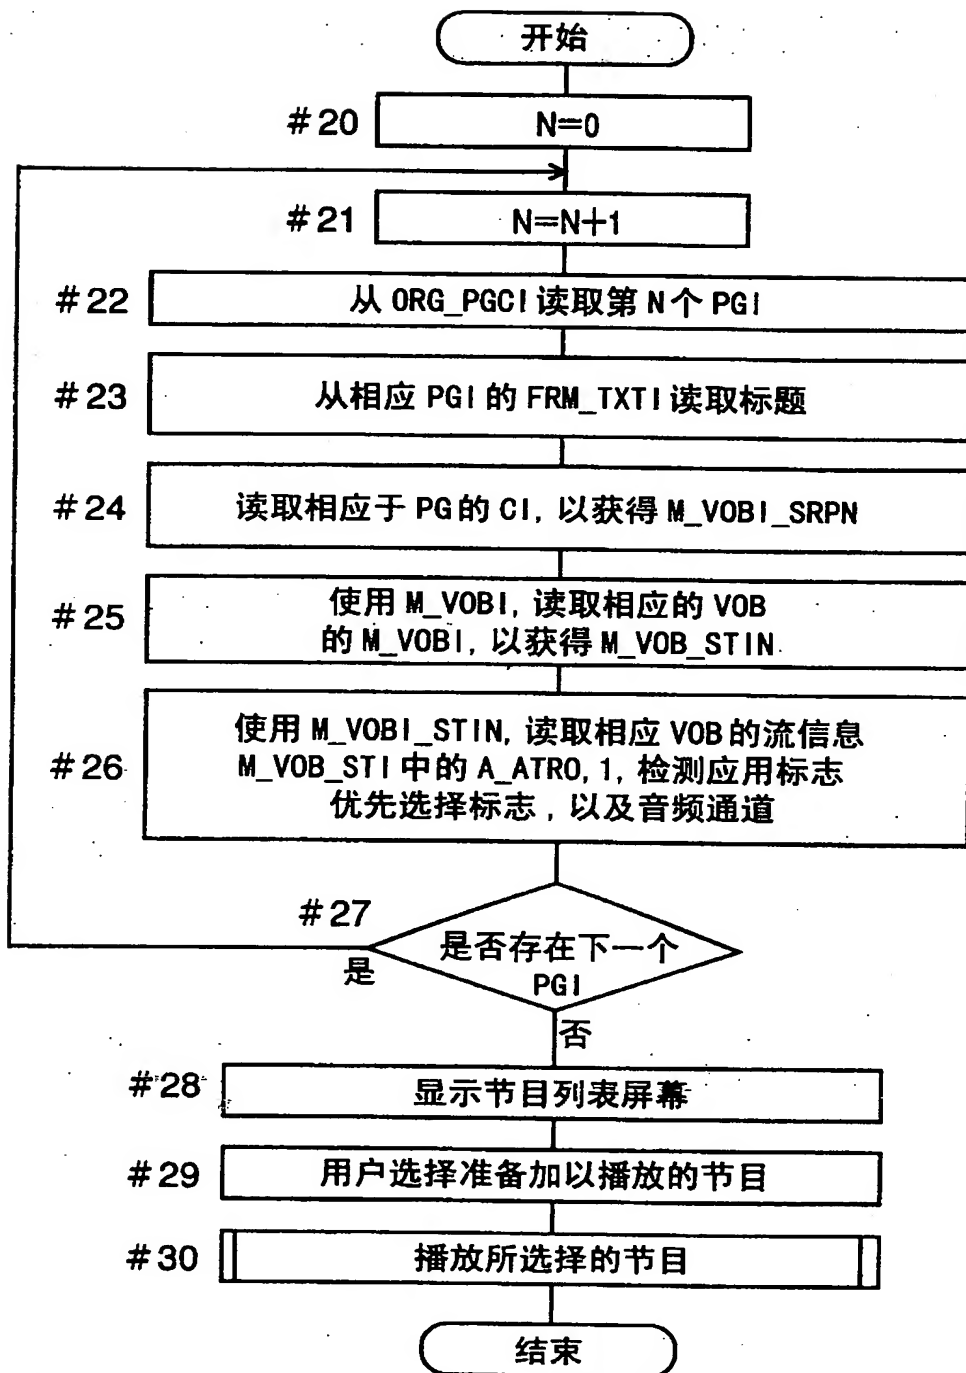 开始
#20 N=0
#21 N=N+1
#22 从 ORG_PGCI 读取第 N 个 PGI
#23 从相应 PGI 的 FRM_TXTI 读取标题
#24 读取相应于 PG 的 CI, 以获得 M_VOBI_SRPN
#25 使用 M_VOBI, 读取相应的 VOB
的 M_VOBI, 以获得 M_VOB_STIN
使用 M_VOBI_STIN, 读取相应 VOB 的流信息
#26 M_VOB_STI 中的 A_ATR0, 1, 检测应用标志
优先选择标志, 以及音频通道
#27
是否存在下一个
是
PGI
否
#28 显示节目列表屏幕
#29 用户选择准备加以播放的节目
#30 播放所选择的节目
结束